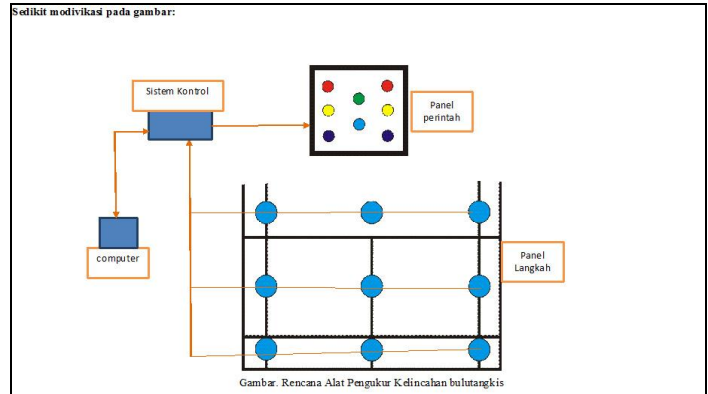 Sedikit modivikasi pada gambar:
Sistem Kontrol
Panel
perintah
computer
Panel
Langkah
Gambar. Rencana Alat Pengukur Kelincahan bulutangkis